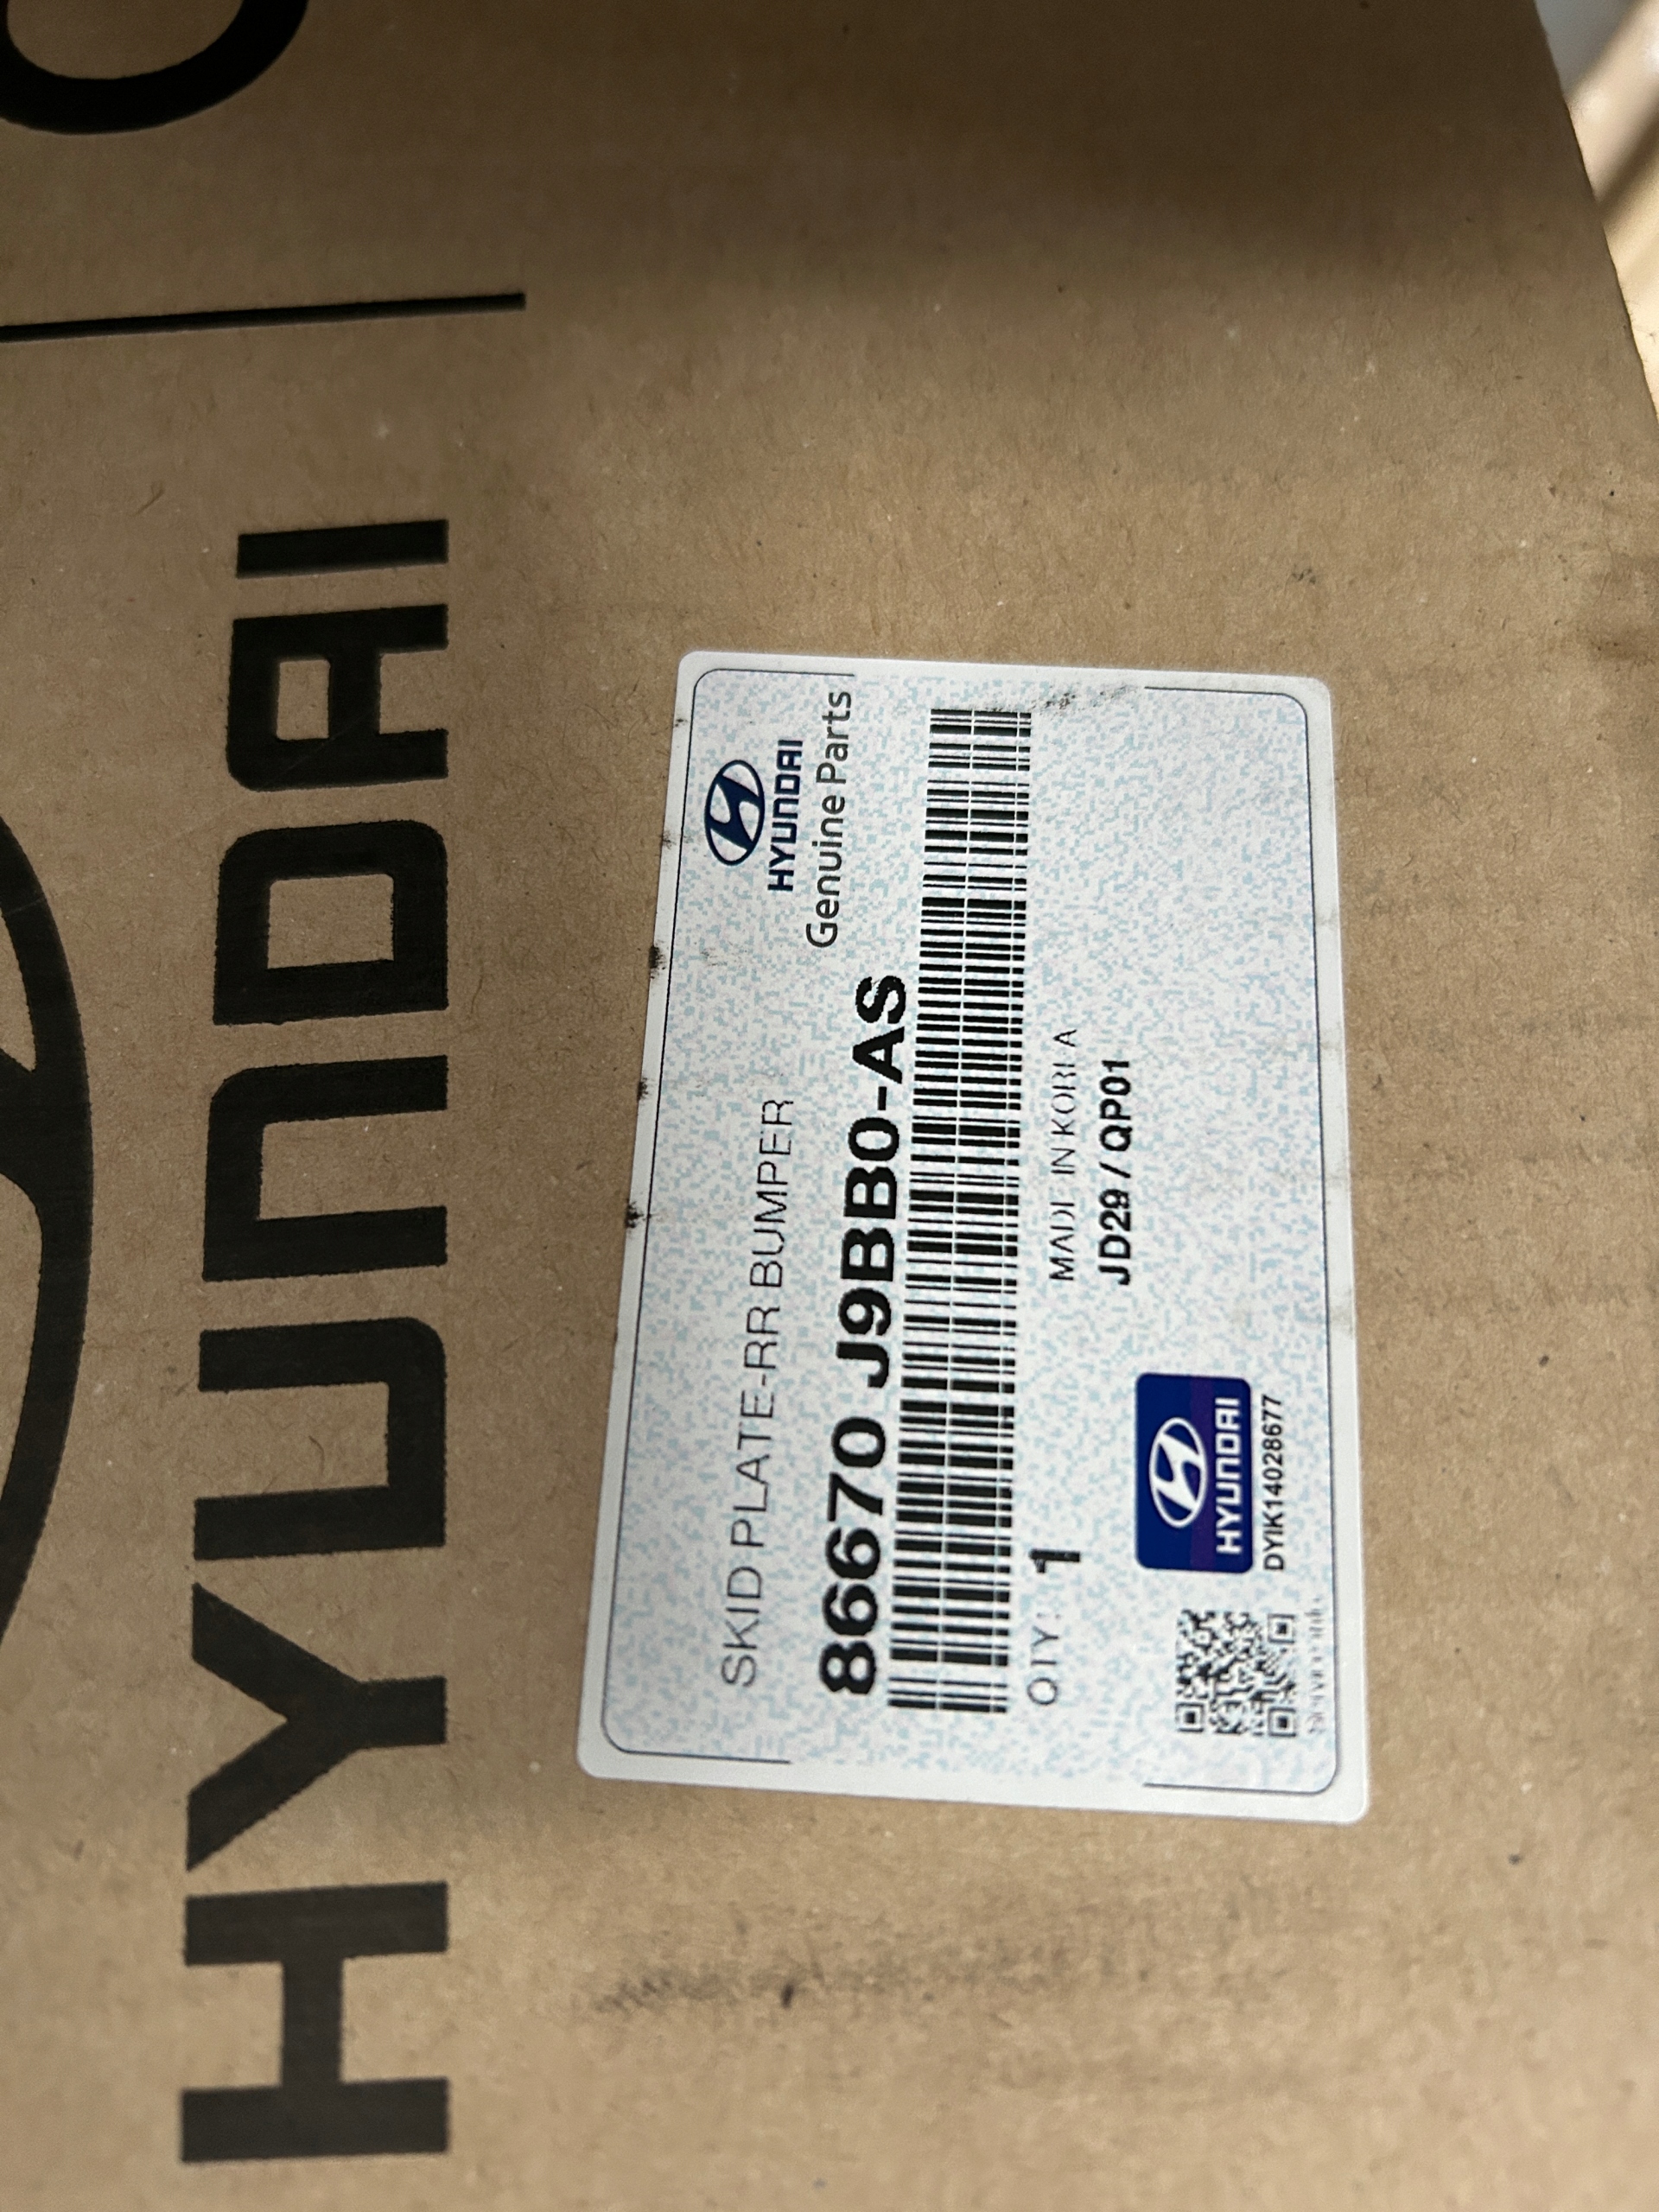 HYUNDAI
SKID PLATE-RR BUMPER
HYUNDAI
Genuine Parts
86670 J9BB0-AS
QTY : 1
MADE IN KOREA
JD29 / QP01
HYUNDAI
DYIK14028677